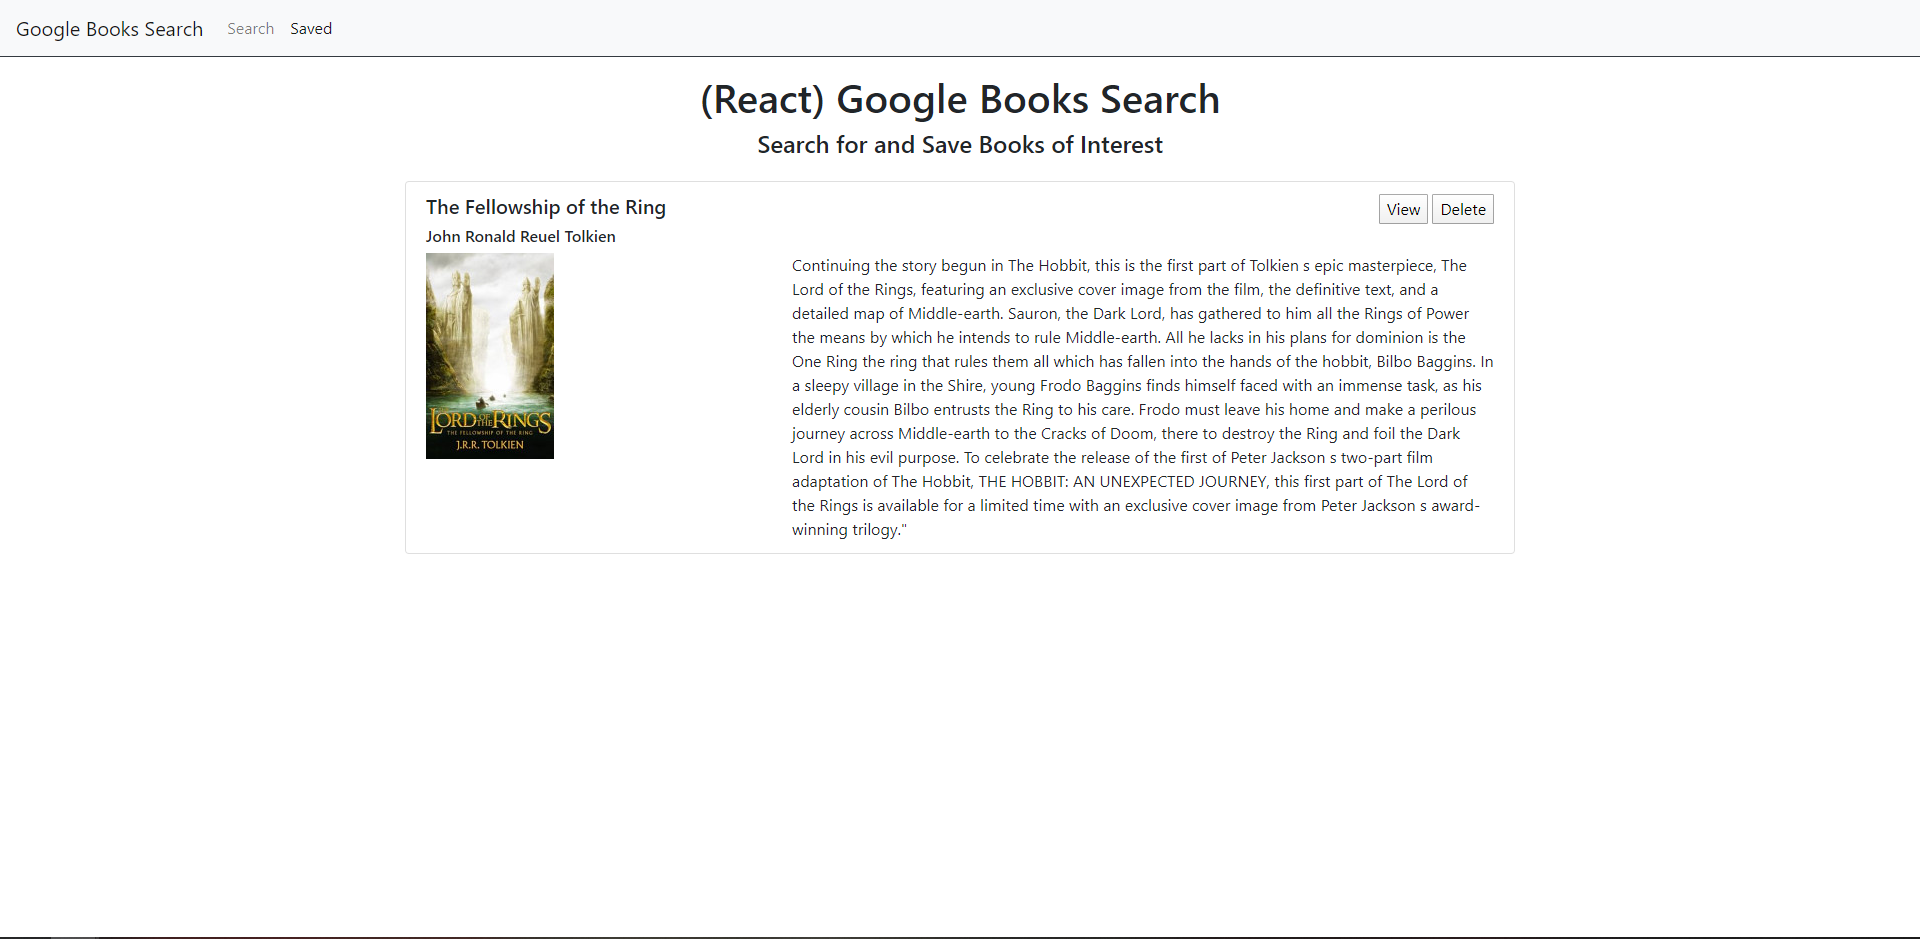 Google Books Search Search Saved
(React) Google Books Search
Search for and Save Books of Interest
The Fellowship of the Ring
View Delete
John Ronald Reuel Tolkien
THE LORD OF THE RINGS
THE FELLOWSHIP OF THE RING
J.R.R. TOLKIEN
Continuing the story begun in The Hobbit, this is the first part of Tolkien s epic masterpiece, The
Lord of the Rings, featuring an exclusive cover image from the film, the definitive text, and a
detailed map of Middle-earth. Sauron, the Dark Lord, has gathered to him all the Rings of Power
the means by which he intends to rule Middle-earth. All he lacks in his plans for dominion is the
One Ring the ring that rules them all which has fallen into the hands of the hobbit, Bilbo Baggins. In
a sleepy village in the Shire, young Frodo Baggins finds himself faced with an immense task, as his
elderly cousin Bilbo entrusts the Ring to his care. Frodo must leave his home and make a perilous
journey across Middle-earth to the Cracks of Doom, there to destroy the Ring and foil the Dark
Lord in his evil purpose. To celebrate the release of the first of Peter Jackson s two-part film
adaptation of The Hobbit, THE HOBBIT: AN UNEXPECTED JOURNEY, this first part of The Lord of
the Rings is available for a limited time with an exclusive cover image from Peter Jackson s award-
winning trilogy."